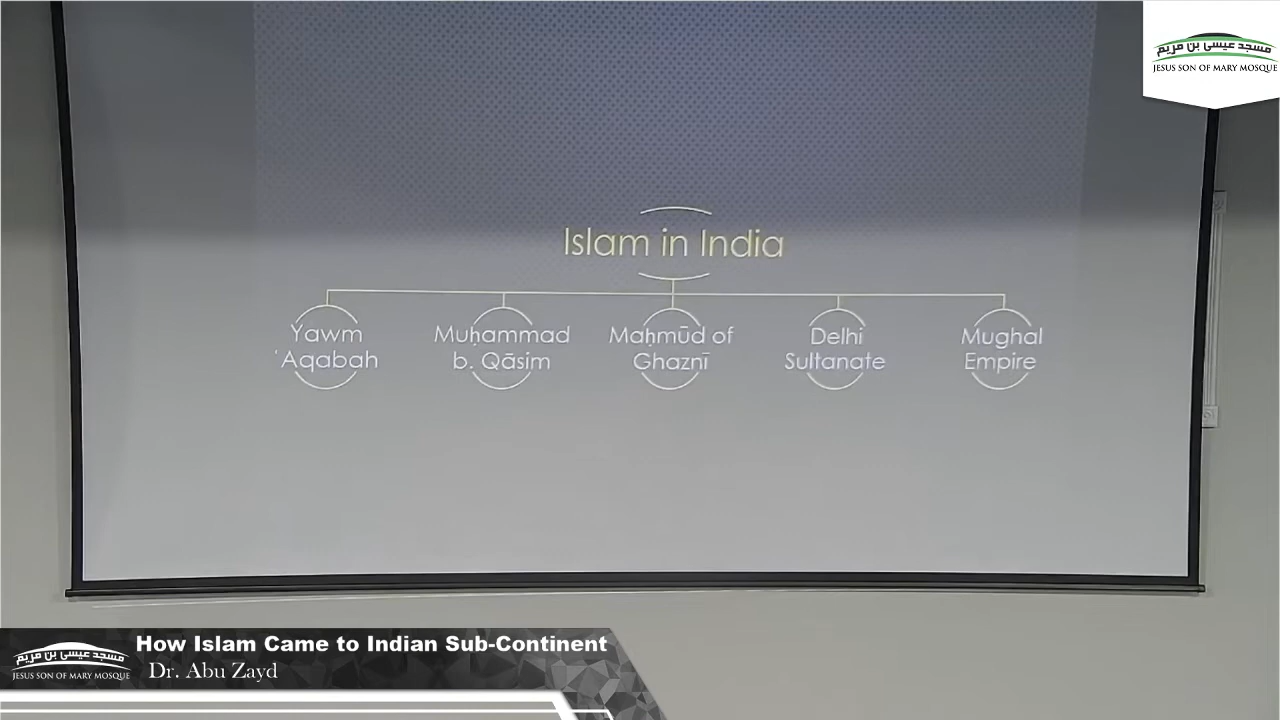 مسجد عيسى بن مريم
JESUS SON OF MARY MOSQUE
Islam in India
Yawm
'Aqabah
Muḥammad
b. Qāsim
Maḥmūd of
Ghaznī
Delhi
Sultanate
Mughal
Empire
How Islam Came to Indian Sub-Continent
Dr. Abu Zayd
مسجد عيسى بن مريم
JESUS SON OF MARY MOSQUE